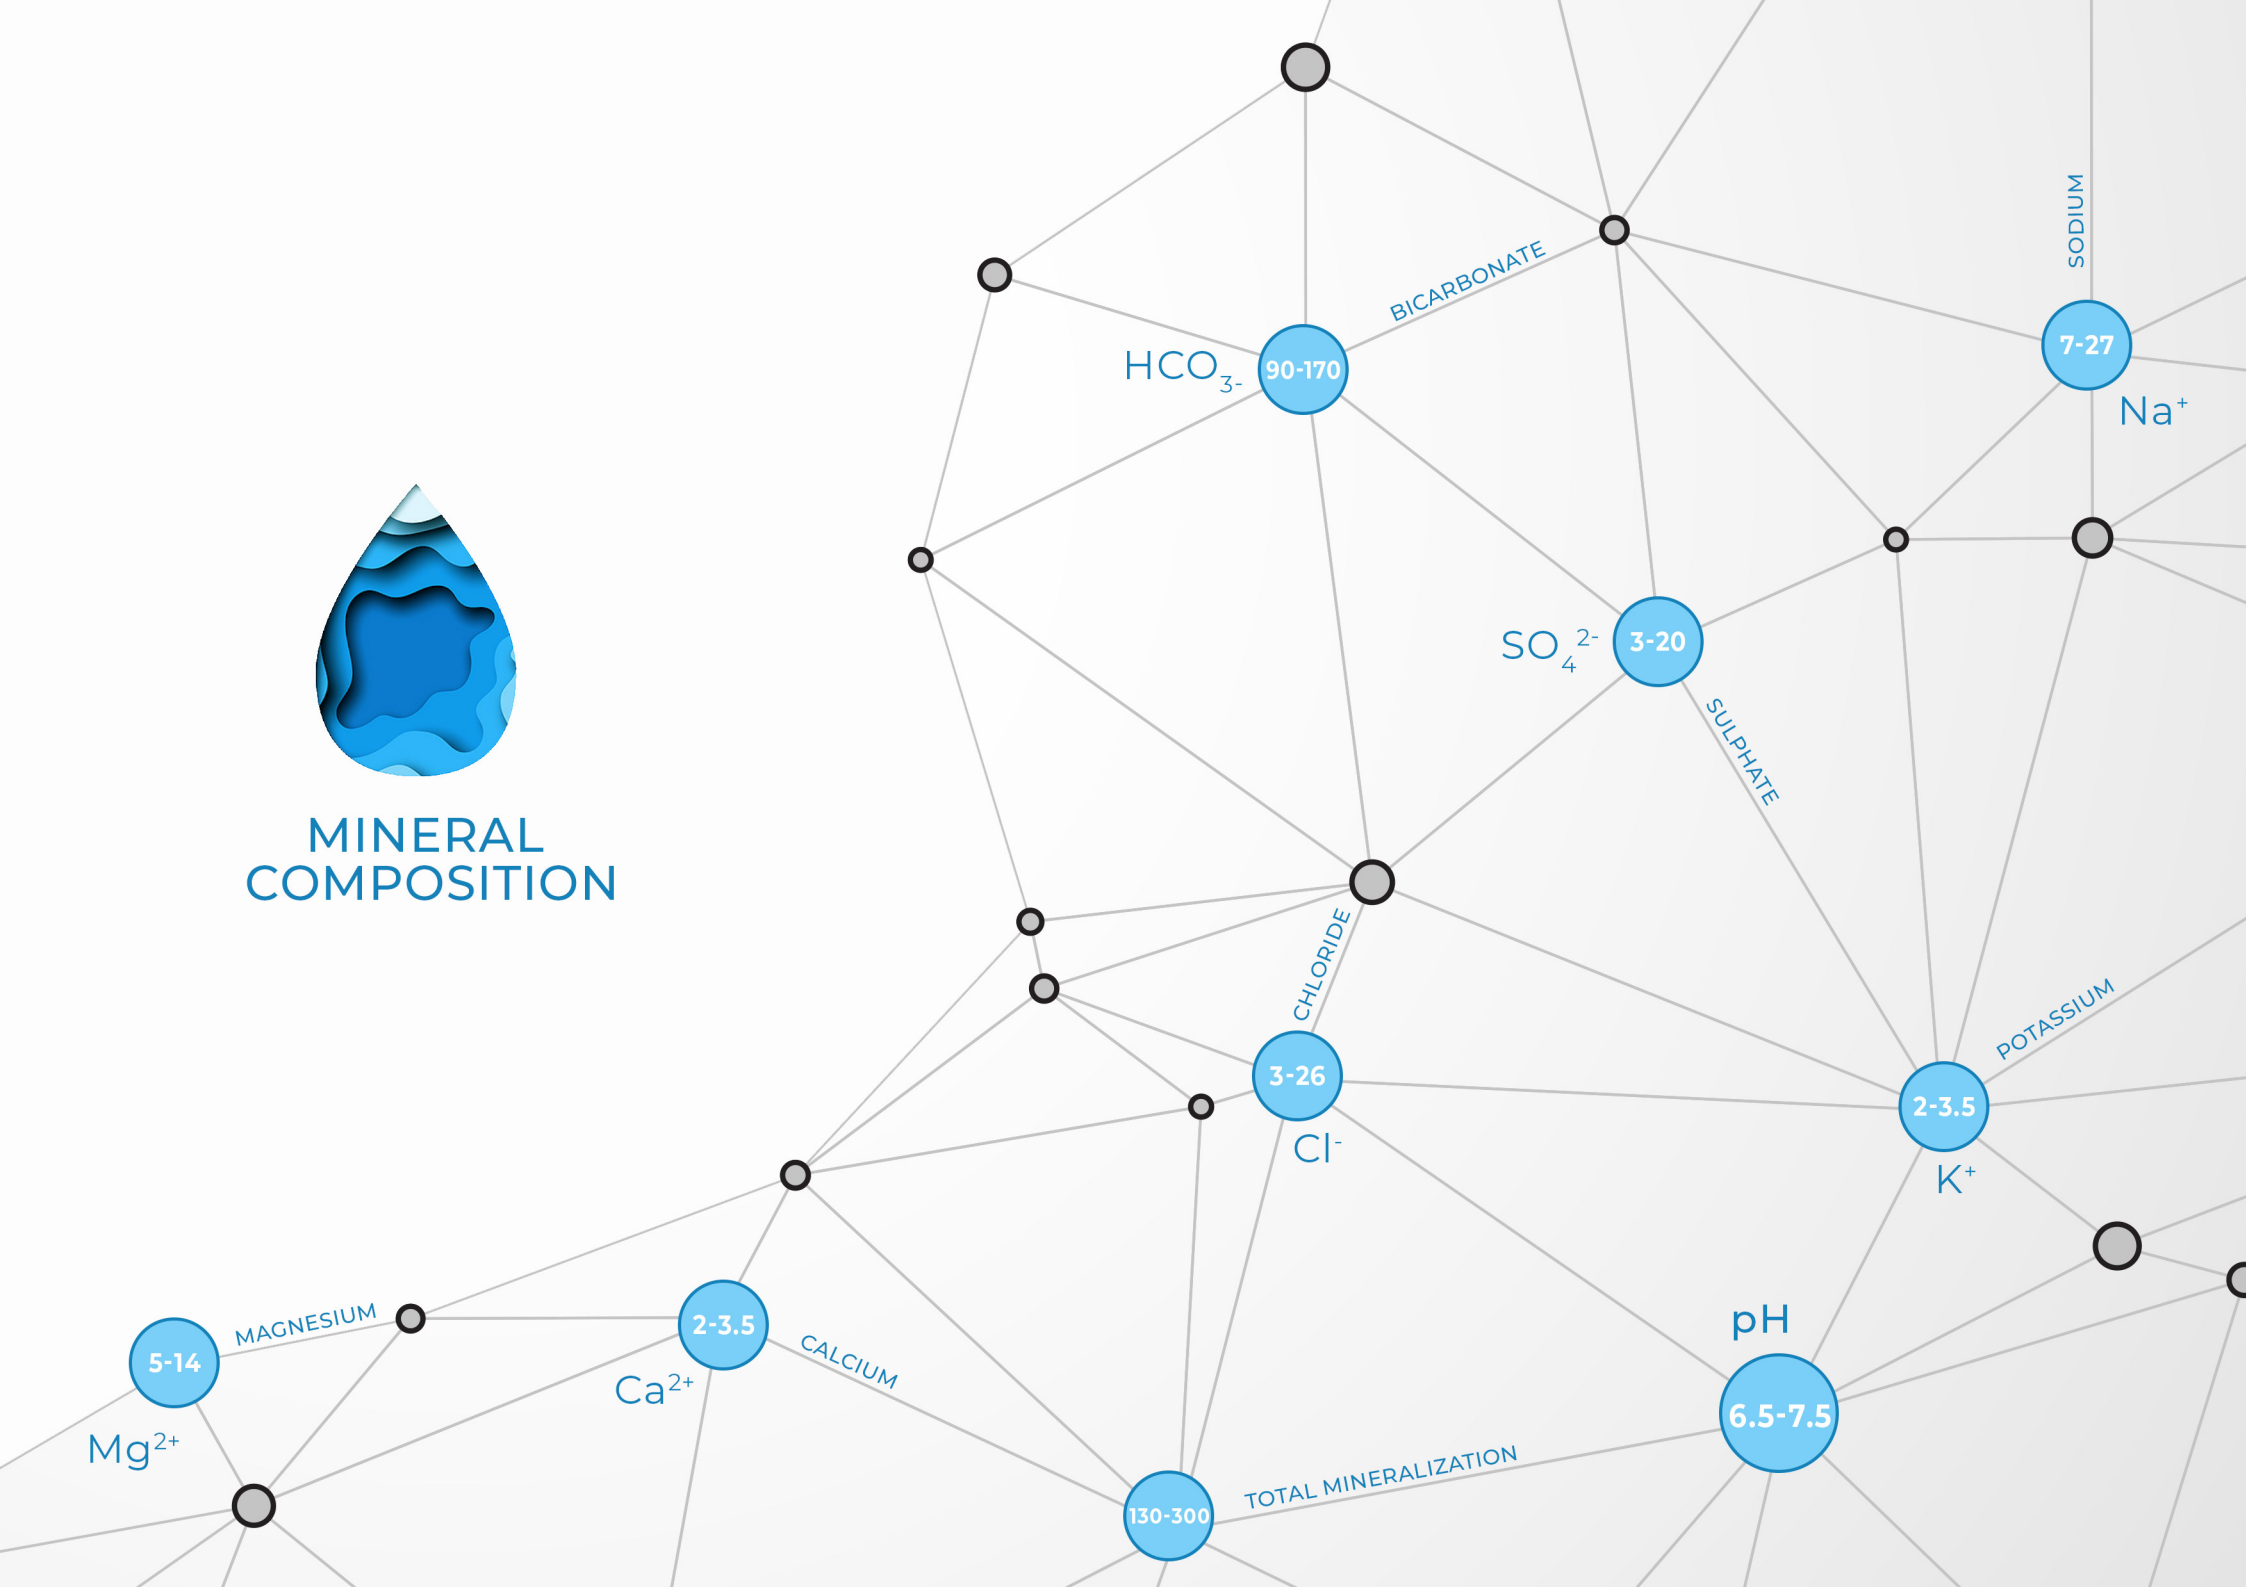 SODIUM
BICARBONATE
7-27
HCO3-
90-170
Na+
SO4 2-
3-20
SULPHATE
MINERAL
COMPOSITION
CHLORIDE
POTASSIUM
3-26
2-3.5
Cl-
K+
MAGNESIUM
pH
2-3.5
CALCIUM
5-14
Ca2+
6.5-7.5
Mg2+
TOTAL MINERALIZATION
130-300